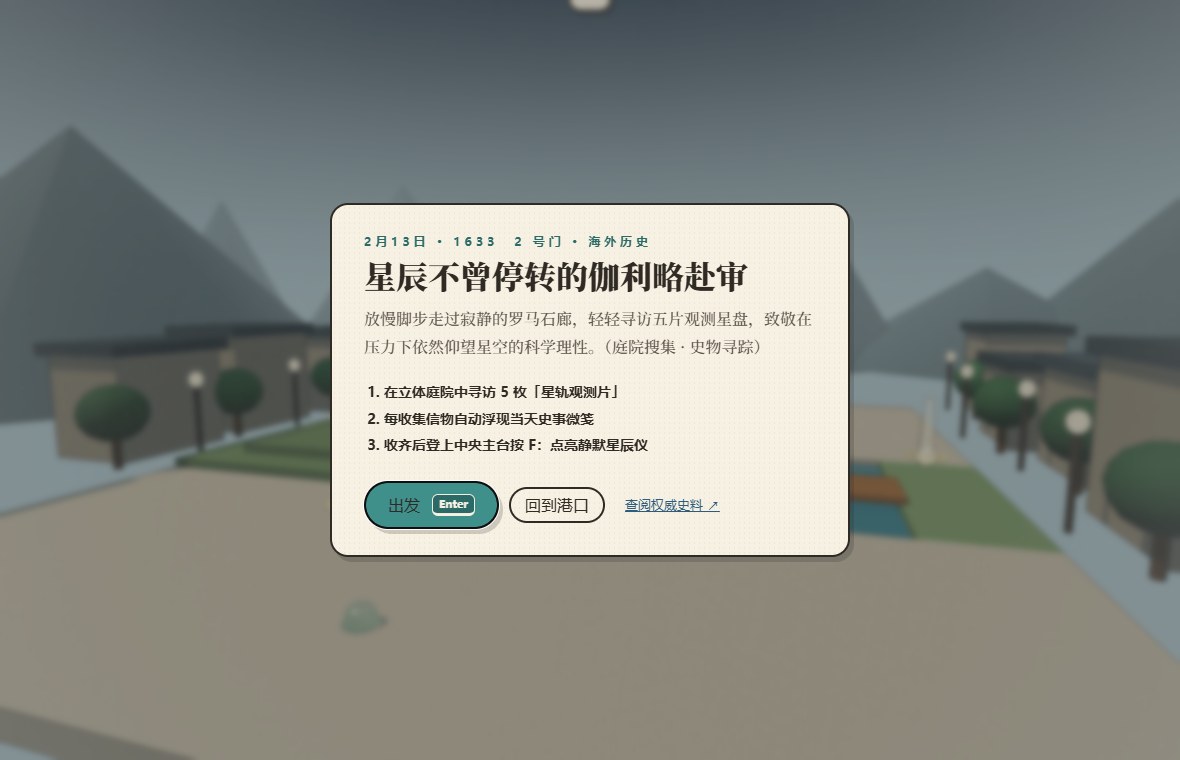 2月13日 • 1633 2 号门 • 海外历史
星辰不曾停转的伽利略赴审
放慢脚步走过寂静的罗马石廊，轻轻寻访五片观测星盘，致敬在
压力下依然仰望星空的科学理性。（庭院搜集 · 史物寻踪）
1. 在立体庭院中寻访 5 枚「星轨观测片」
2. 每收集信物自动浮现当天史事微笺
3. 收齐后登上中央主台按 F：点亮静默星辰仪
出发 Enter 回到港口 查阅权威史料 ↗